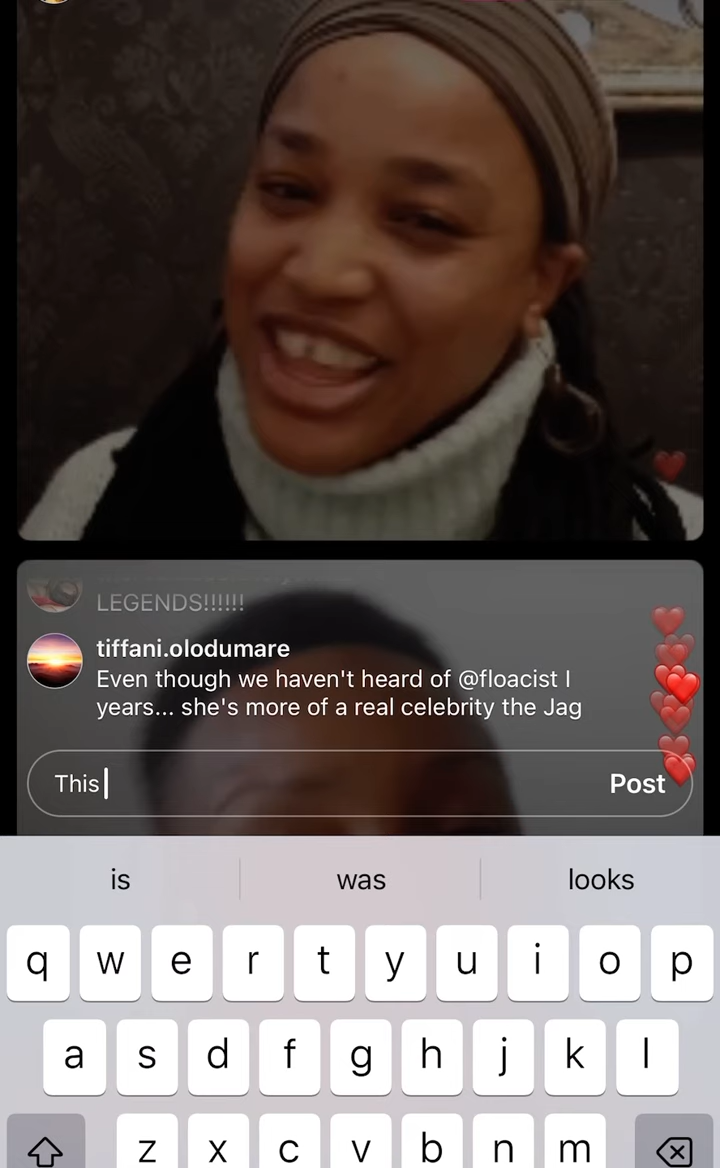 LEGENDS!!!!!!
tiffani.olodumare
Even though we haven't heard of @floacist I
years... she's more of a real celebrity the Jag
This
Post
is was looks
q w e r t y u i o p
a s d f g h j k l
z x c v b n m